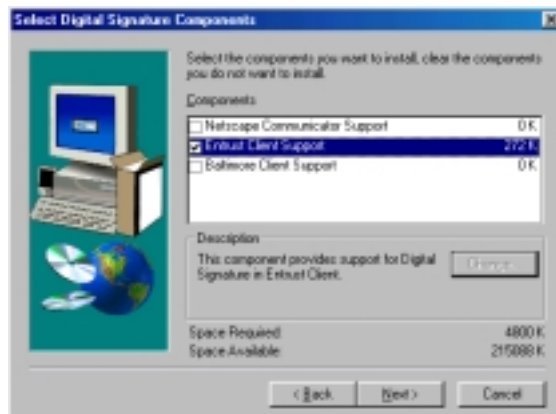 Select Digital Signature Components
Select the components you want to install, clear the components
you do not want to install.
Components
Netscape Communicator Support 0 K
Entrust Client Support 272 K
Baltimore Client Support 0 K
Description
This component provides support for Digital
Signature in Entrust Client.
Change...
Space Required: 4800 K
Space Available: 215088 K
< Back
Next >
Cancel